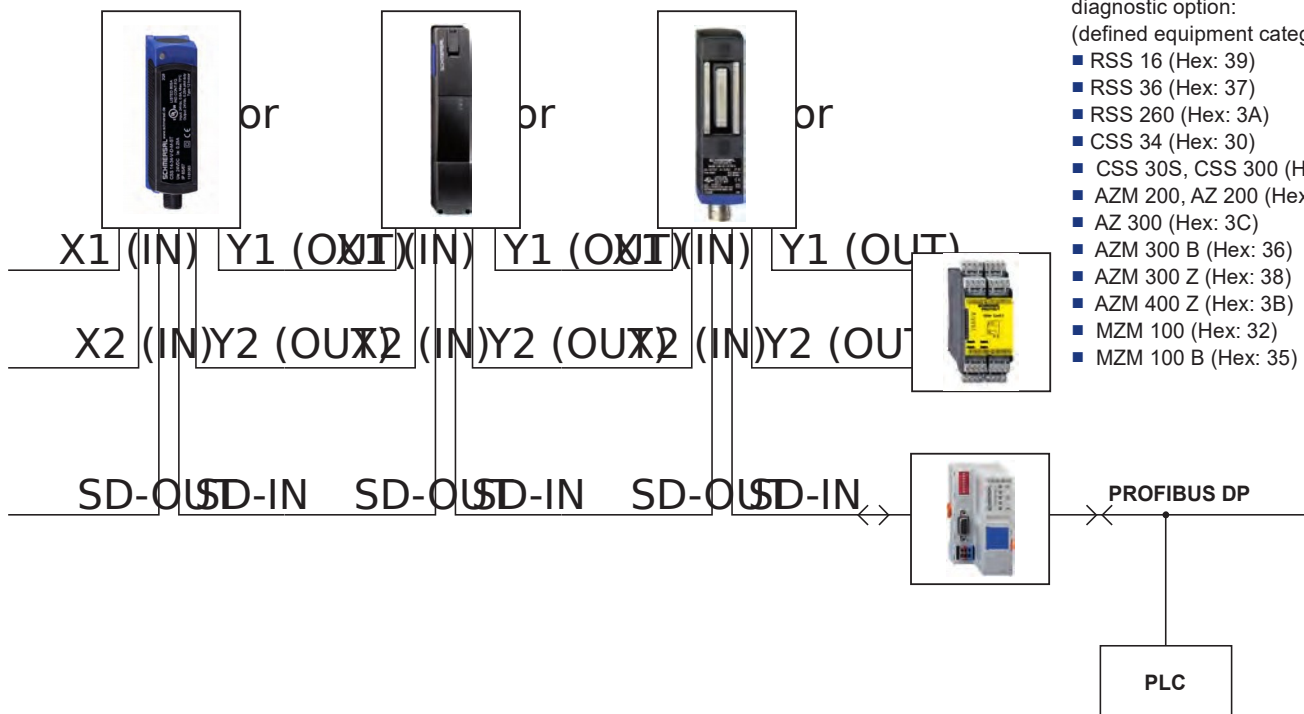 diagnostic option:
(defined equipment categ
■ RSS 16 (Hex: 39)
■ RSS 36 (Hex: 37)
■ RSS 260 (Hex: 3A)
■ CSS 34 (Hex: 30)
■ CSS 30S, CSS 300 (H
■ AZM 200, AZ 200 (Hex
■ AZ 300 (Hex: 3C)
■ AZM 300 B (Hex: 36)
■ AZM 300 Z (Hex: 38)
■ AZM 400 Z (Hex: 3B)
■ MZM 100 (Hex: 32)
■ MZM 100 B (Hex: 35)
SCHMERSAL
or or or
X1 (IN) Y1 (OUT) X1 (IN) Y1 (OUT) X1 (IN) Y1 (OUT)
X2 (IN) Y2 (OUT) X2 (IN) Y2 (OUT) X2 (IN) Y2 (OUT
SD-OUT SD-IN SD-OUT SD-IN SD-OUT SD-IN
PROFIBUS DP
PLC